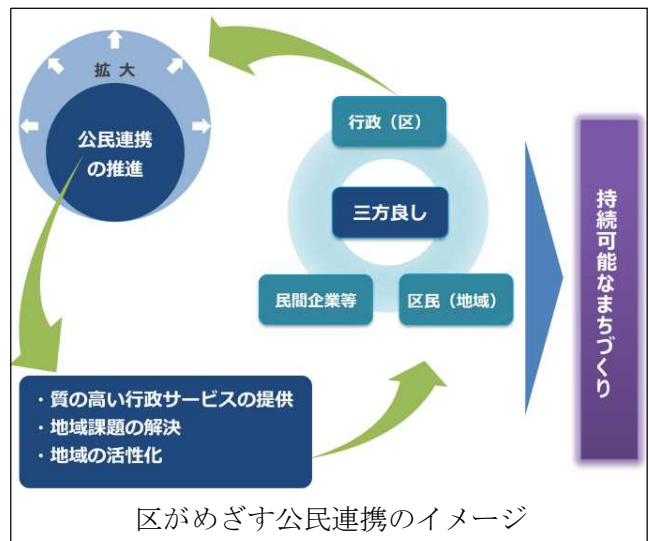 拡 大
公民連携
の推進
行政（区）
三方良し
民間企業等
区民（地域）
・質の高い行政サービスの提供
・地域課題の解決
・地域の活性化
持続可能なまちづくり
区がめざす公民連携のイメージ